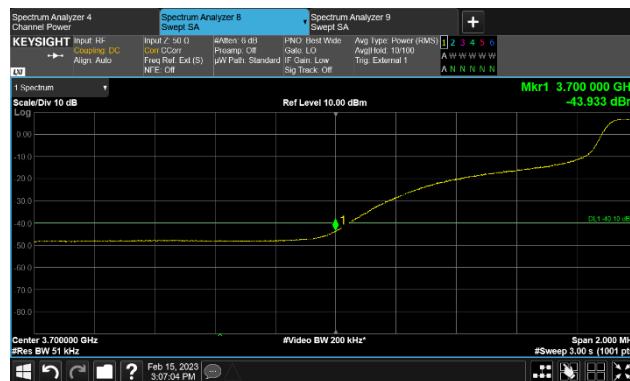 Spectrum Analyzer 4
Channel Power
Spectrum Analyzer 8
Swept SA
Spectrum Analyzer 9
Swept SA
KEYSIGHT
Input: RF
Coupling: DC
Align: Auto
Input Z: 50 Ω
Corr CCorr
Freq Ref: Ext (S)
NFE: Off
#Atten: 6 dB
Preamp: Off
µW Path: Standard
PNO: Best Wide
Gate: LO
IF Gain: Low
Sig Track: Off
Avg Type: Power (RMS)
Avg|Hold: 10/100
Trig: External 1
1 2 3 4 5 6
A W W W W W
A N N N N N
LXI
1 Spectrum
Scale/Div 10 dB
Ref Level 10.00 dBm
Mkr1 3.700 000 GH
-43.933 dBr
Log
0.00
-10.0
-20.0
-30.0
-40.0
-50.0
-60.0
-70.0
-80.0
1
DL1 -40.10 dB
Center 3.700000 GHz
#Res BW 51 kHz
#Video BW 200 kHz*
Span 2.000 MH
#Sweep 3.00 s (1001 pt
?
Feb 15, 2023
3:07:04 PM